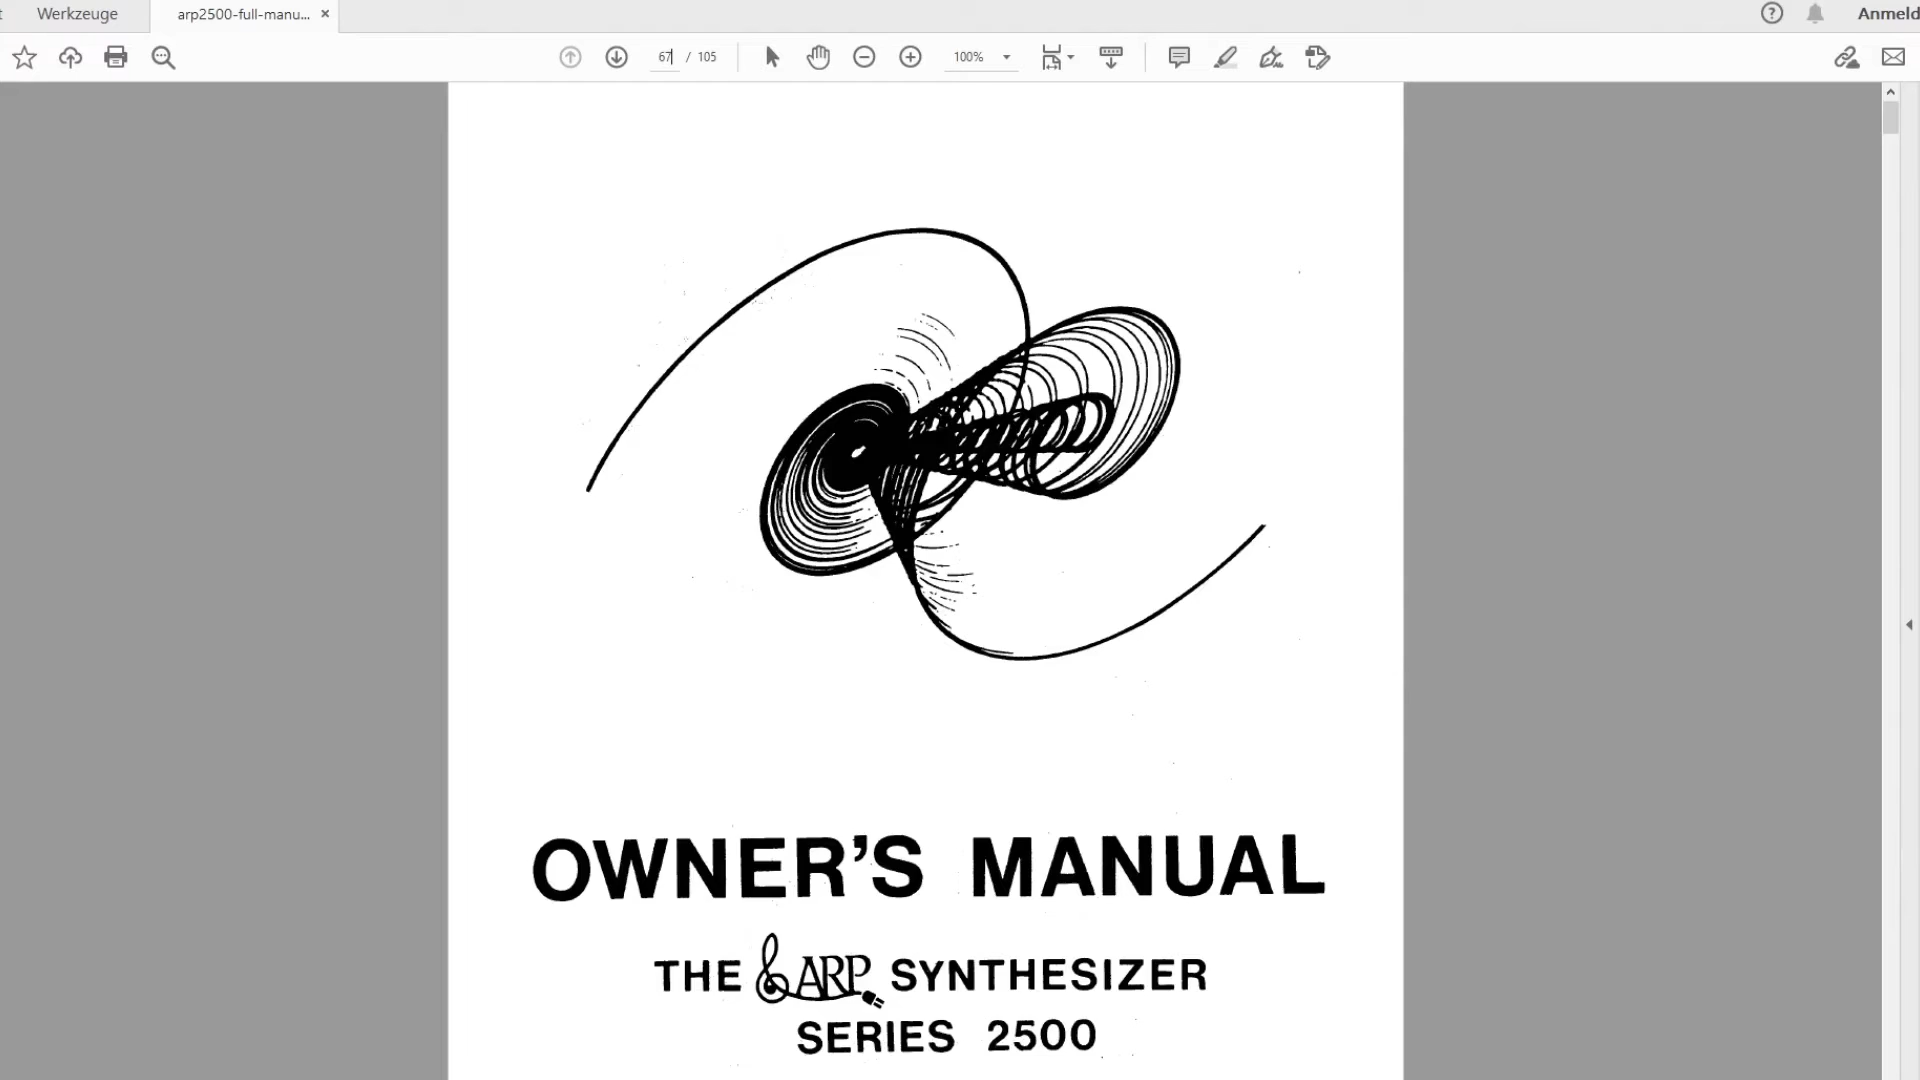 Werkzeuge
arp2500-full-manu...
Anmeld
67 / 105
100%
OWNER'S MANUAL
THE ARP SYNTHESIZER
SERIES 2500